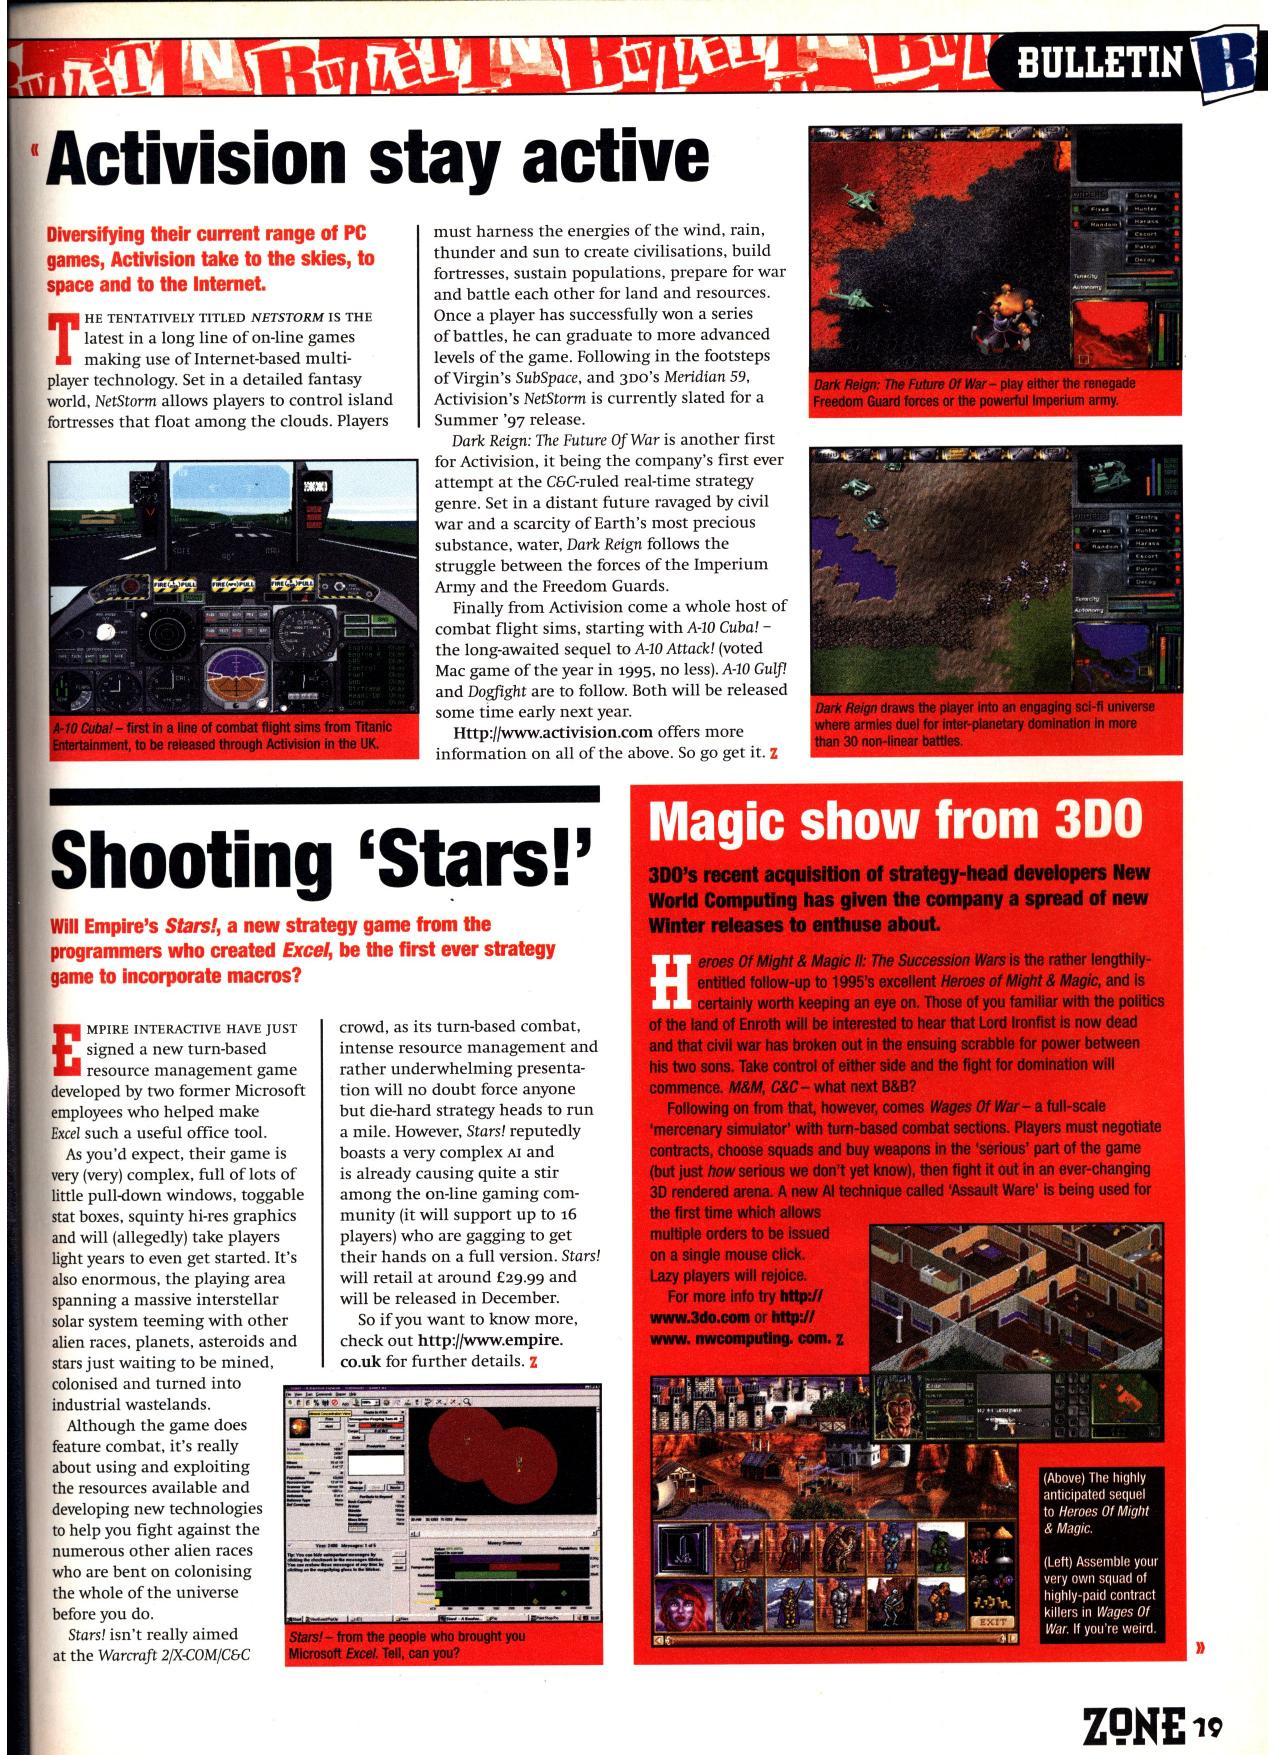 BULLETIN B
« Activision stay active
Diversifying their current range of PC
games, Activision take to the skies, to
space and to the Internet.
THE TENTATIVELY TITLED NETSTORM IS THE
latest in a long line of on-line games
making use of Internet-based multi-
player technology. Set in a detailed fantasy
world, NetStorm allows players to control island
fortresses that float among the clouds. Players
A-10 Cuba! – first in a line of combat flight sims from Titanic
Entertainment, to be released through Activision in the UK.
must harness the energies of the wind, rain,
thunder and sun to create civilisations, build
fortresses, sustain populations, prepare for war
and battle each other for land and resources.
Once a player has successfully won a series
of battles, he can graduate to more advanced
levels of the game. Following in the footsteps
of Virgin's SubSpace, and 3DO's Meridian 59,
Activision's NetStorm is currently slated for a
Summer '97 release.
Dark Reign: The Future Of War is another first
for Activision, it being the company's first ever
attempt at the C&C-ruled real-time strategy
genre. Set in a distant future ravaged by civil
war and a scarcity of Earth's most precious
substance, water, Dark Reign follows the
struggle between the forces of the Imperium
Army and the Freedom Guards.
Finally from Activision come a whole host of
combat flight sims, starting with A-10 Cuba! –
the long-awaited sequel to A-10 Attack! (voted
Mac game of the year in 1995, no less). A-10 Gulf!
and Dogfight are to follow. Both will be released
some time early next year.
Http://www.activision.com offers more
information on all of the above. So go get it. Z
Dark Reign: The Future Of War – play either the renegade
Freedom Guard forces or the powerful Imperium army.
Dark Reign draws the player into an engaging sci-fi universe
where armies duel for inter-planetary domination in more
than 30 non-linear battles.
Shooting 'Stars!'
Will Empire's Stars!, a new strategy game from the
programmers who created Excel, be the first ever strategy
game to incorporate macros?
EMPIRE INTERACTIVE HAVE JUST
signed a new turn-based
resource management game
developed by two former Microsoft
employees who helped make
Excel such a useful office tool.
As you'd expect, their game is
very (very) complex, full of lots of
little pull-down windows, toggable
stat boxes, squinty hi-res graphics
and will (allegedly) take players
light years to even get started. It's
also enormous, the playing area
spanning a massive interstellar
solar system teeming with other
alien races, planets, asteroids and
stars just waiting to be mined,
colonised and turned into
industrial wastelands.
Although the game does
feature combat, it's really
about using and exploiting
the resources available and
developing new technologies
to help you fight against the
numerous other alien races
who are bent on colonising
the whole of the universe
before you do.
Stars! isn't really aimed
at the Warcraft 2/X-COM/C&C
crowd, as its turn-based combat,
intense resource management and
rather underwhelming presenta-
tion will no doubt force anyone
but die-hard strategy heads to run
a mile. However, Stars! reputedly
boasts a very complex AI and
is already causing quite a stir
among the on-line gaming com-
munity (it will support up to 16
players) who are gagging to get
their hands on a full version. Stars!
will retail at around £29.99 and
will be released in December.
So if you want to know more,
check out http://www.empire.
co.uk for further details. Z
Stars! – from the people who brought you
Microsoft Excel. Tell, can you?
Magic show from 3DO
3DO's recent acquisition of strategy-head developers New
World Computing has given the company a spread of new
Winter releases to enthuse about.
Heroes Of Might & Magic II: The Succession Wars is the rather lengthily-
entitled follow-up to 1995's excellent Heroes of Might & Magic, and is
certainly worth keeping an eye on. Those of you familiar with the politics
of the land of Enroth will be interested to hear that Lord Ironfist is now dead
and that civil war has broken out in the ensuing scrabble for power between
his two sons. Take control of either side and the fight for domination will
commence. M&M, C&C – what next B&B?
Following on from that, however, comes Wages Of War – a full-scale
'mercenary simulator' with turn-based combat sections. Players must negotiate
contracts, choose squads and buy weapons in the 'serious' part of the game
(but just how serious we don't yet know), then fight it out in an ever-changing
3D rendered arena. A new AI technique called 'Assault Ware' is being used for
the first time which allows
multiple orders to be issued
on a single mouse click.
Lazy players will rejoice.
For more info try http://
www.3do.com or http://
www. nwcomputing. com. Z
EXIT
(Above) The highly
anticipated sequel
to Heroes Of Might
& Magic.
(Left) Assemble your
very own squad of
highly-paid contract
killers in Wages Of
War. If you're weird.
»
ZONE 19